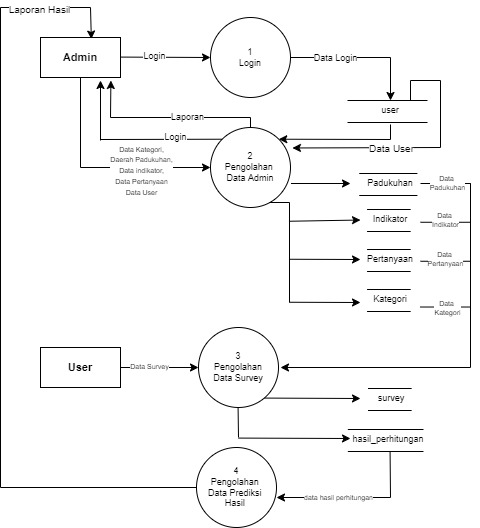 Laporan Hasil
Admin
Login
1
Login
Data Login
user
Laporan
Login
Data User
Data Kategori,
Daerah Padukuhan,
Data indikator,
Data Pertanyaan
Data User
2
Pengolahan
Data Admin
Padukuhan
Data
Padukuhan
Indikator
Data
Indikator
Pertanyaan
Data
Pertanyaan
Kategori
Data
Kategori
User
Data Survey
3
Pengolahan
Data Survey
survey
hasil_perhitungan
4
Pengolahan
Data Prediksi
Hasil
data hasil perhitungan